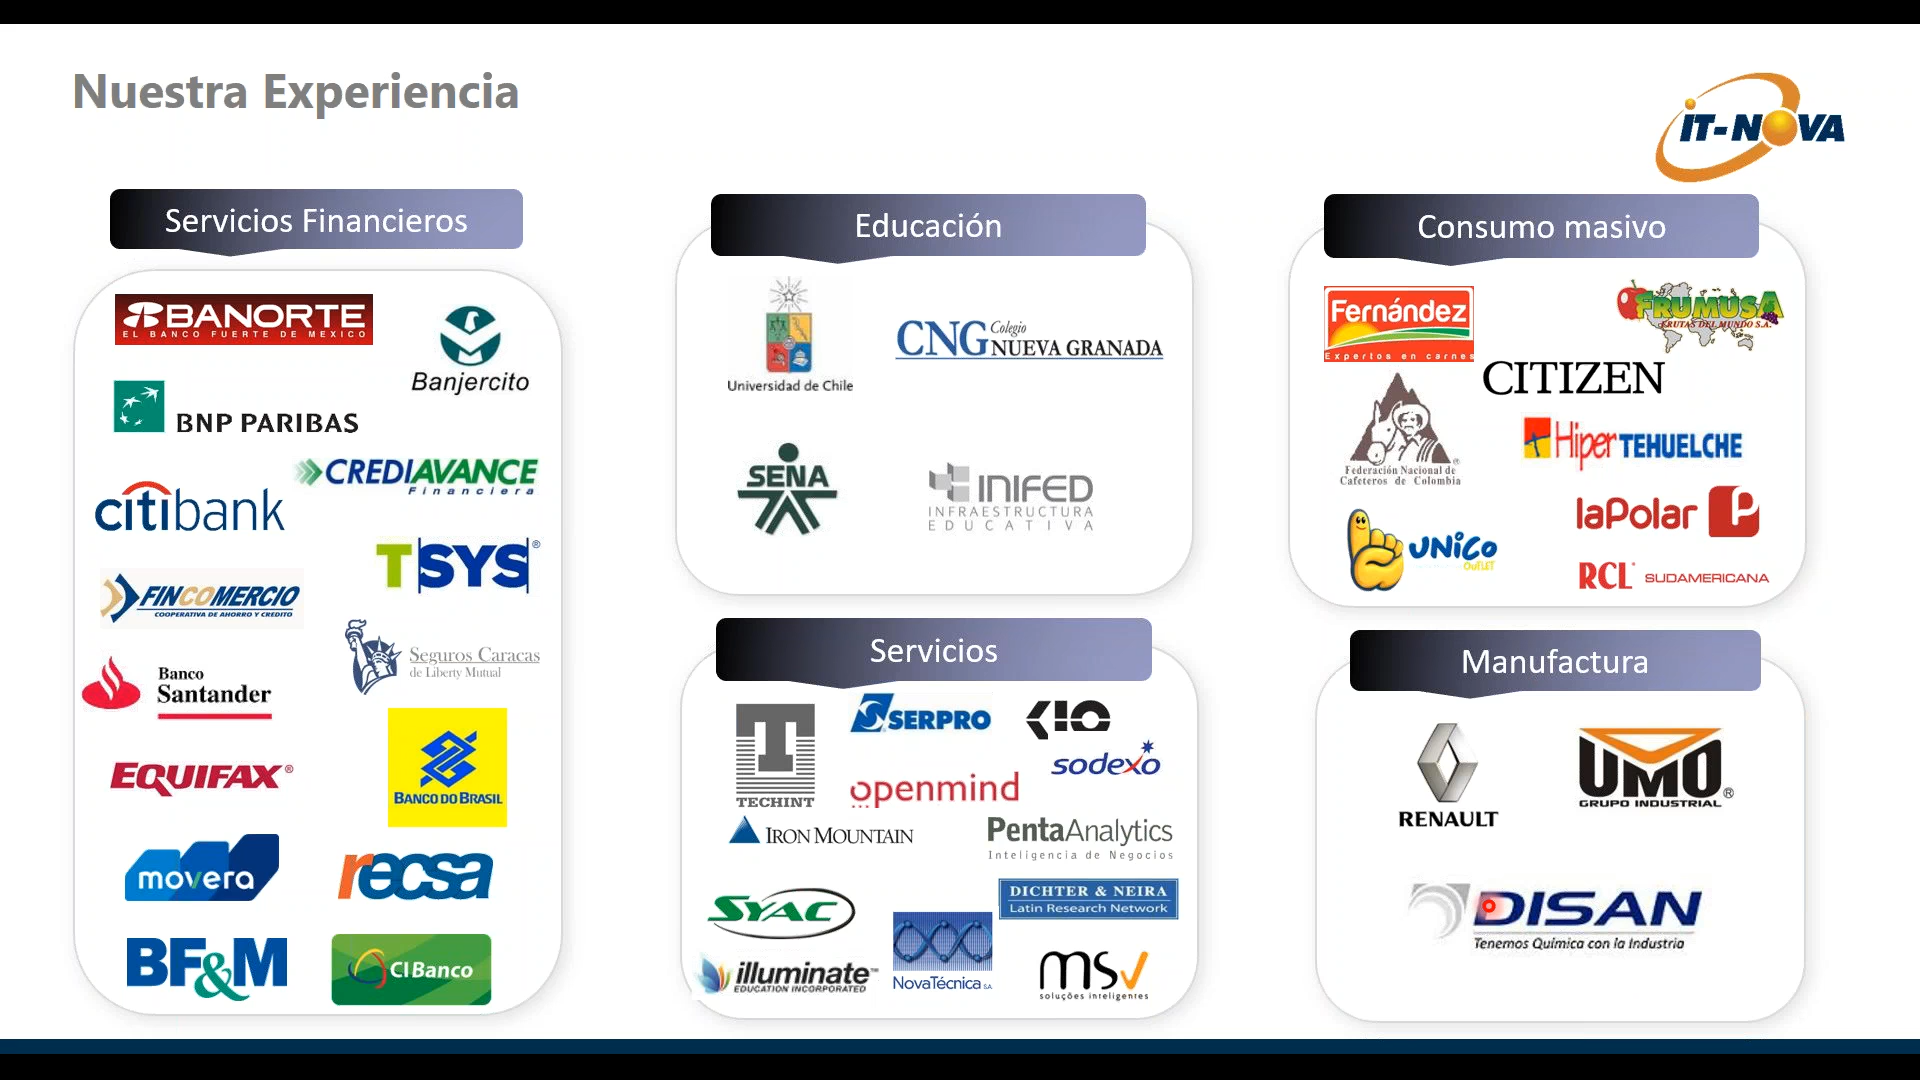 Nuestra Experiencia
IT-NOVA
Servicios Financieros
BANORTE
EL BANCO FUERTE DE MEXICO
Banjercito
BNP PARIBAS
CREDIAVANCE
Financiera
citibank
TSYS®
FINCOMERCIO
COOPERATIVA DE AHORRO Y CREDITO
Seguros Caracas
de Liberty Mutual
Banco
Santander
EQUIFAX®
BANCO DO BRASIL
movera
recsa
BF&M
CIBanco
Educación
Universidad de Chile
CNG Colegio
NUEVA GRANADA
SENA
INIFED
INFRAESTRUCTURA
EDUCATIVA
Servicios
TECHINT
SERPRO
KIO
sodexo
openmind
IRON MOUNTAIN
PentaAnalytics
Inteligencia de Negocios
SYAC
DICHTER & NEIRA
Latin Research Network
illuminate™
EDUCATION INCORPORATED
NovaTécnica S.A.
msv
soluções inteligentes
Consumo masivo
Fernández
Expertos en carnes
FRUMUSA
FRUTAS DEL MUNDO S.A.
CITIZEN
Federación Nacional de
Cafeteros de Colombia
HiperTEHUELCHE
laPolar P
UNiCo
OuTLET
RCL SUDAMERICANA
Manufactura
RENAULT
UMO®
GRUPO INDUSTRIAL
DISAN
Tenemos Química con la Industria